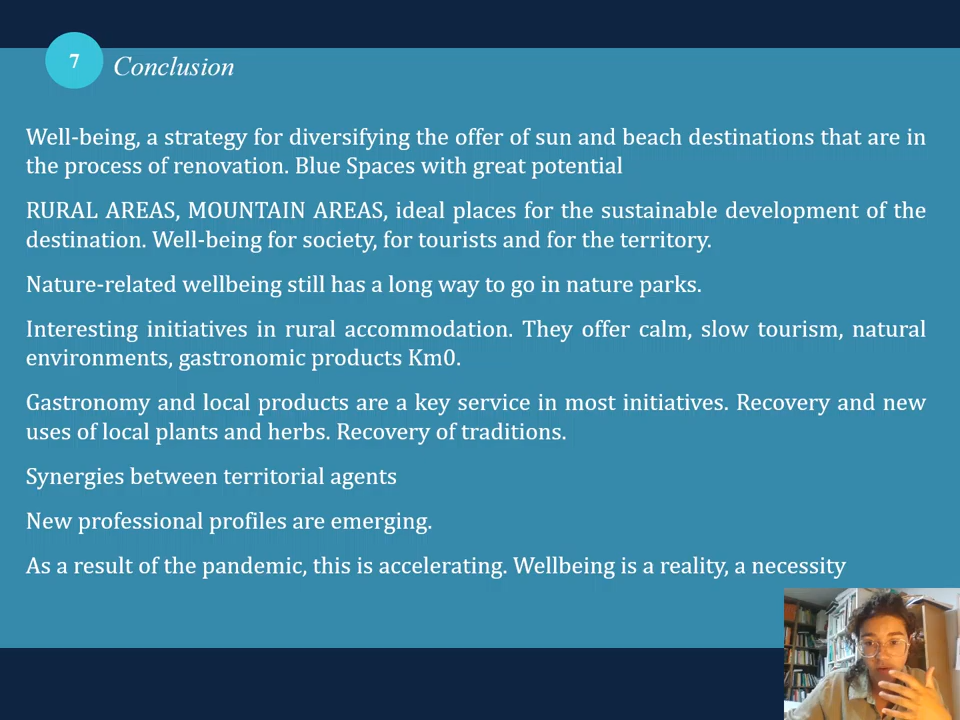 7
Conclusion
Well-being, a strategy for diversifying the offer of sun and beach destinations that are in
the process of renovation. Blue Spaces with great potential
RURAL AREAS, MOUNTAIN AREAS, ideal places for the sustainable development of the
destination. Well-being for society, for tourists and for the territory.
Nature-related wellbeing still has a long way to go in nature parks.
Interesting initiatives in rural accommodation. They offer calm, slow tourism, natural
environments, gastronomic products Km0.
Gastronomy and local products are a key service in most initiatives. Recovery and new
uses of local plants and herbs. Recovery of traditions.
Synergies between territorial agents
New professional profiles are emerging.
As a result of the pandemic, this is accelerating. Wellbeing is a reality, a necessity